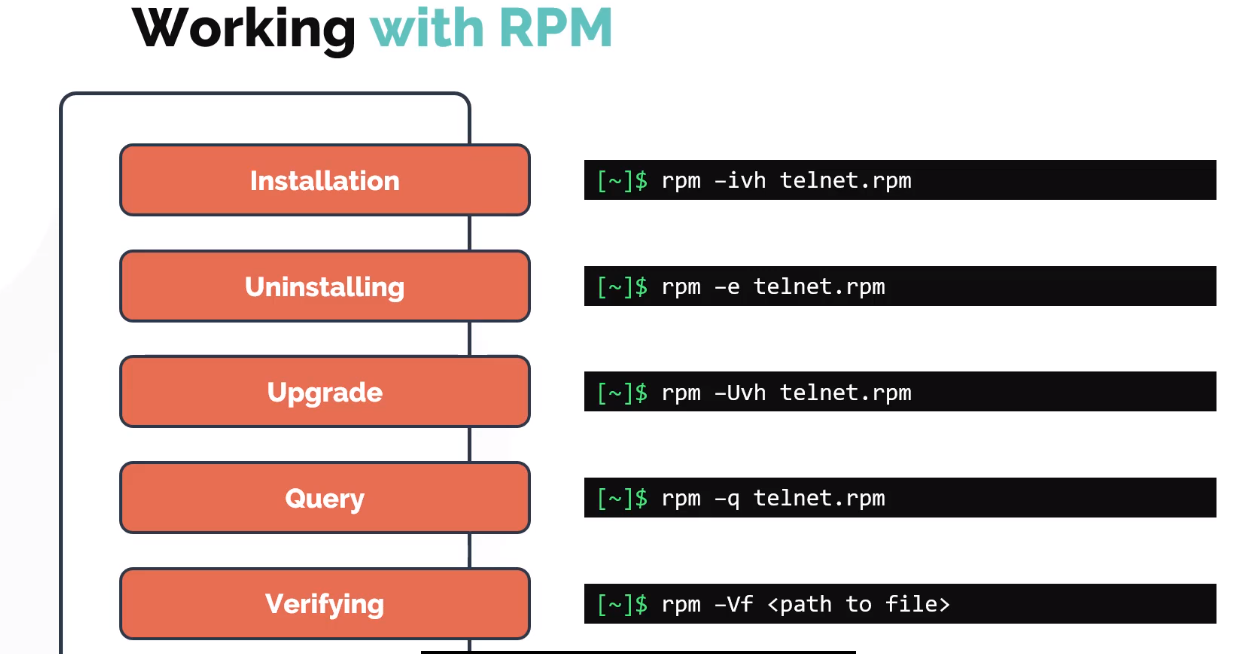 Working with RPM
Installation
[~]$ rpm -ivh telnet.rpm
Uninstalling
[~]$ rpm -e telnet.rpm
Upgrade
[~]$ rpm -Uvh telnet.rpm
Query
[~]$ rpm -q telnet.rpm
Verifying
[~]$ rpm -Vf <path to file>